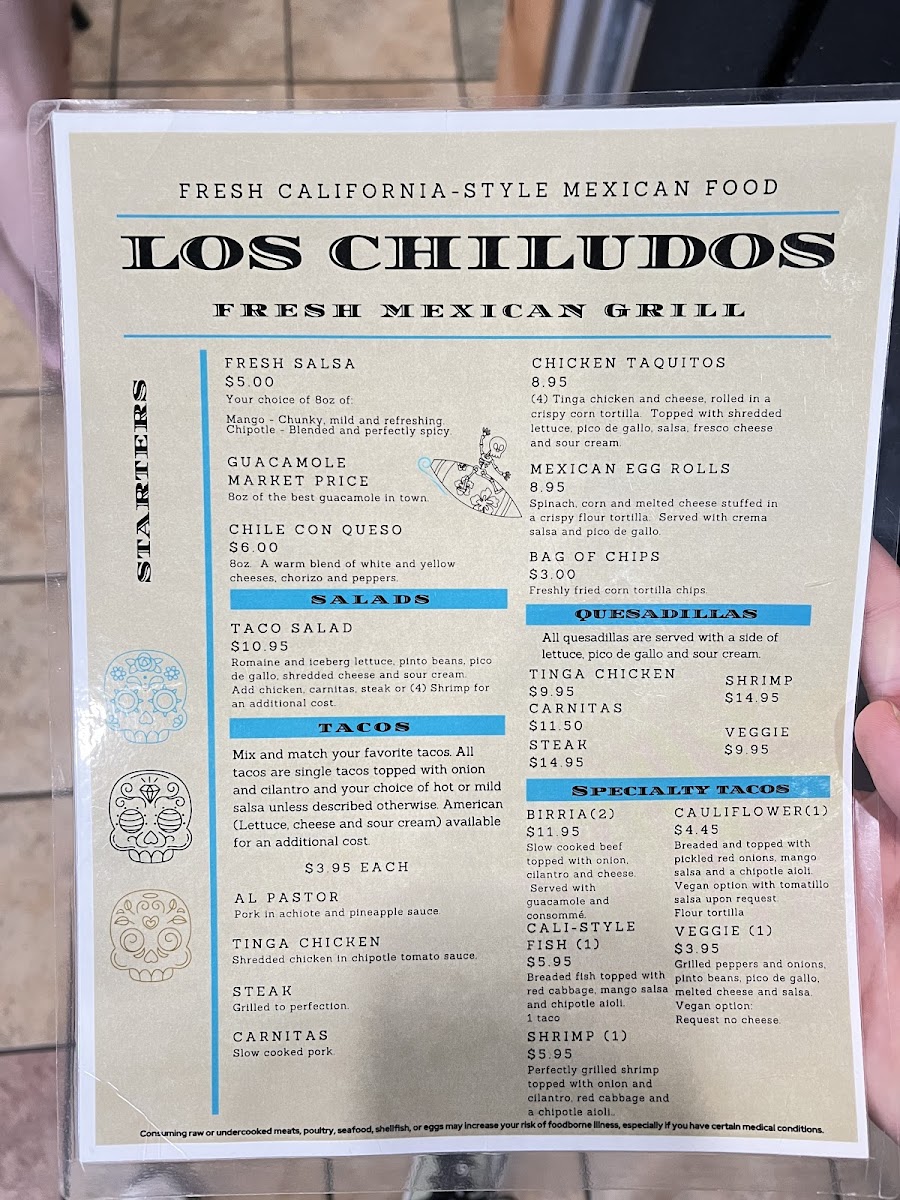 FRESH CALIFORNIA-STYLE MEXICAN FOOD
LOS CHILUDOS
FRESH MEXICAN GRILL
STARTERS
FRESH SALSA
$5.00
Your choice of 8oz of:
Mango - Chunky, mild and refreshing.
Chipotle - Blended and perfectly spicy.
GUACAMOLE
MARKET PRICE
8oz of the best guacamole in town.
CHILE CON QUESO
$6.00
8oz. A warm blend of white and yellow
cheeses, chorizo and peppers.
SALADS
TACO SALAD
$10.95
Romaine and iceberg lettuce, pinto beans, pico
de gallo, shredded cheese and sour cream.
Add chicken, carnitas, steak or (4) Shrimp for
an additional cost.
TACOS
Mix and match your favorite tacos. All
tacos are single tacos topped with onion
and cilantro and your choice of hot or mild
salsa unless described otherwise. American
(Lettuce, cheese and sour cream) available
for an additional cost.
$3.95 EACH
AL PASTOR
Pork in achiote and pineapple sauce.
TINGA CHICKEN
Shredded chicken in chipotle tomato sauce.
STEAK
Grilled to perfection.
CARNITAS
Slow cooked pork.
CHICKEN TAQUITOS
8.95
(4) Tinga chicken and cheese, rolled in a
crispy corn tortilla. Topped with shredded
lettuce, pico de gallo, salsa, fresco cheese
and sour cream.
MEXICAN EGG ROLLS
8.95
Spinach, corn and melted cheese stuffed in
a crispy flour tortilla. Served with crema
salsa and pico de gallo.
BAG OF CHIPS
$3.00
Freshly fried corn tortilla chips.
QUESADILLAS
All quesadillas are served with a side of
lettuce, pico de gallo and sour cream.
TINGA CHICKEN
$9.95
CARNITAS
$11.50
STEAK
$14.95
SHRIMP
$14.95
VEGGIE
$9.95
SPECIALTY TACOS
BIRRIA(2)
$11.95
Slow cooked beef
topped with onion,
cilantro and cheese.
Served with
guacamole and
consommé.
CALI-STYLE
FISH (1)
$5.95
Breaded fish topped with
red cabbage, mango salsa
and chipotle aioli.
1 taco
SHRIMP (1)
$5.95
Perfectly grilled shrimp
topped with onion and
cilantro, red cabbage and
a chipotle aioli..
CAULIFLOWER(1)
$4.45
Breaded and topped with
pickled red onions, mango
salsa and a chipotle aioli.
Vegan option with tomatillo
salsa upon request.
Flour tortilla
VEGGIE (1)
$3.95
Grilled peppers and onions,
pinto beans, pico de gallo,
melted cheese and salsa.
Vegan option:
Request no cheese.
Consuming raw or undercooked meats, poultry, seafood, shellfish, or eggs may increase your risk of foodborne illness, especially if you have certain medical conditions.